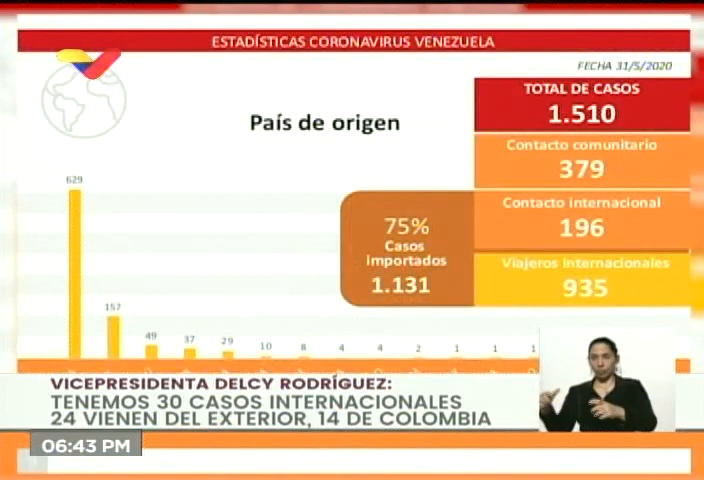 ESTADÍSTICAS CORONAVIRUS VENEZUELA
FECHA 31/5/2020
TOTAL DE CASOS
1.510
País de origen
Contacto comunitario
379
Contacto internacional
196
75%
Casos
importados
1.131
Viajeros Internacionales
935
629
157
49
37
29
10
8
4
4
2
1
1
1
VICEPRESIDENTA DELCY RODRÍGUEZ:
TENEMOS 30 CASOS INTERNACIONALES
24 VIENEN DEL EXTERIOR, 14 DE COLOMBIA
06:43 PM